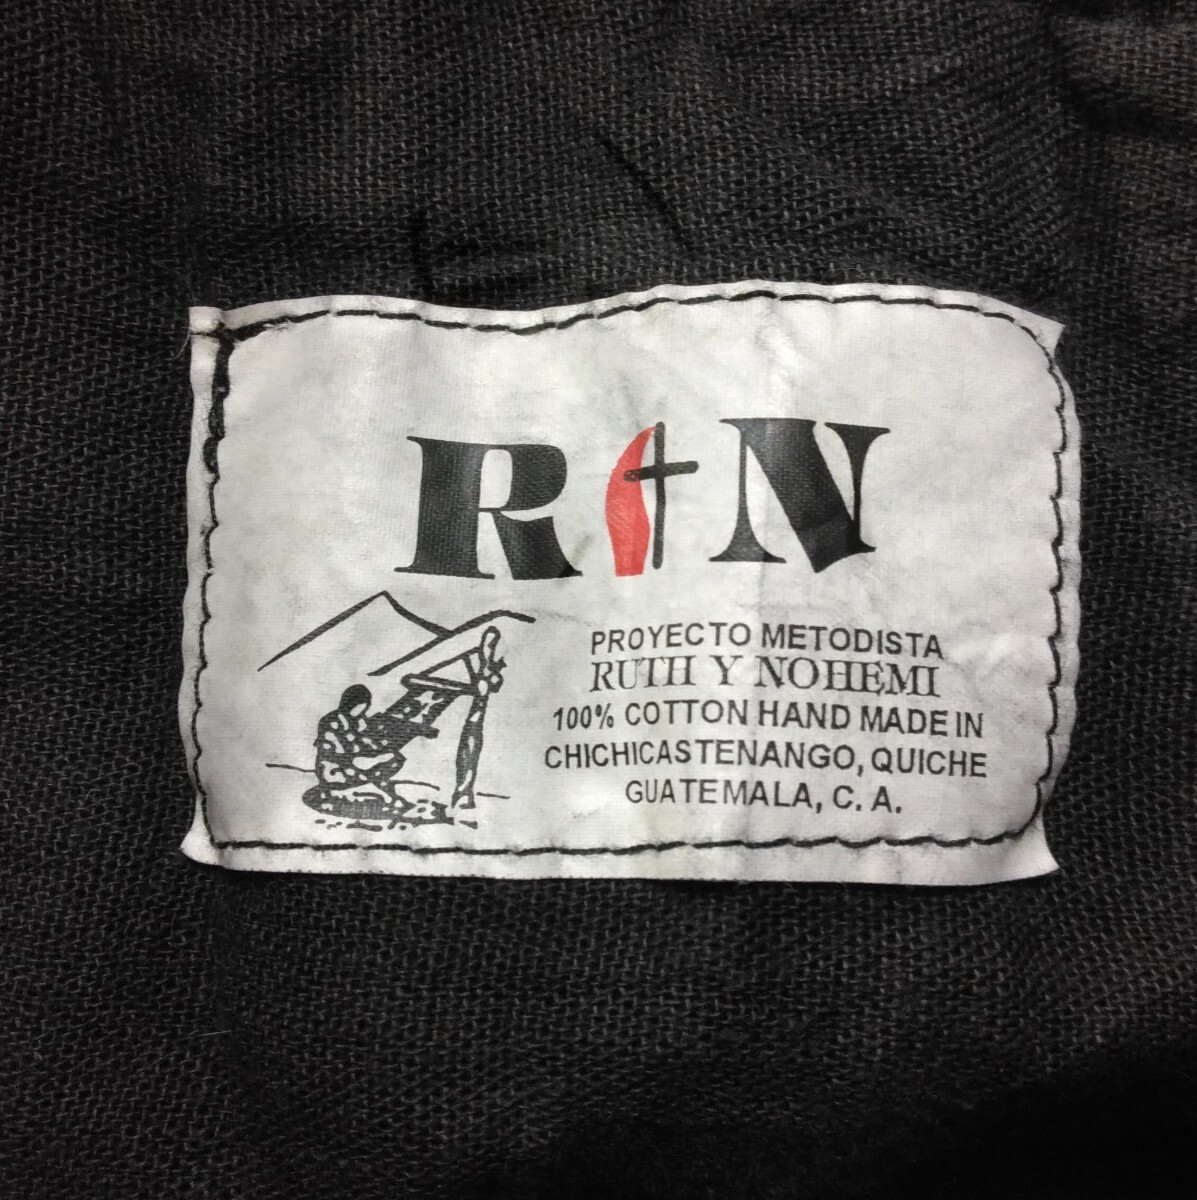 R N
PROYECTO METODISTA
RUTH Y NOHEMI
100% COTTON HAND MADE IN
CHICHICASTENANGO, QUICHE
GUATEMALA, C. A.